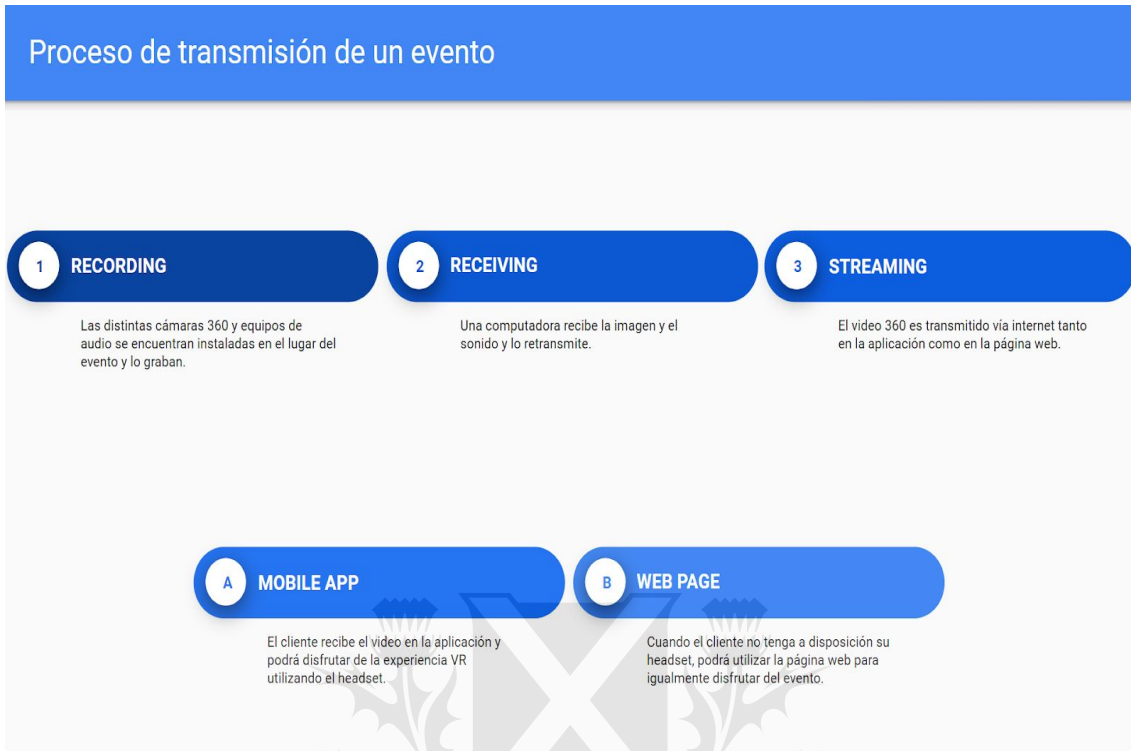 Proceso de transmisión de un evento
1 RECORDING
Las distintas cámaras 360 y equipos de
audio se encuentran instaladas en el lugar del
evento y lo graban.
2 RECEIVING
Una computadora recibe la imagen y el
sonido y lo retransmite.
3 STREAMING
El video 360 es transmitido vía internet tanto
en la aplicación como en la página web.
A MOBILE APP
El cliente recibe el video en la aplicación y
podrá disfrutar de la experiencia VR
utilizando el headset.
B WEB PAGE
Cuando el cliente no tenga a disposición su
headset, podrá utilizar la página web para
igualmente disfrutar del evento.